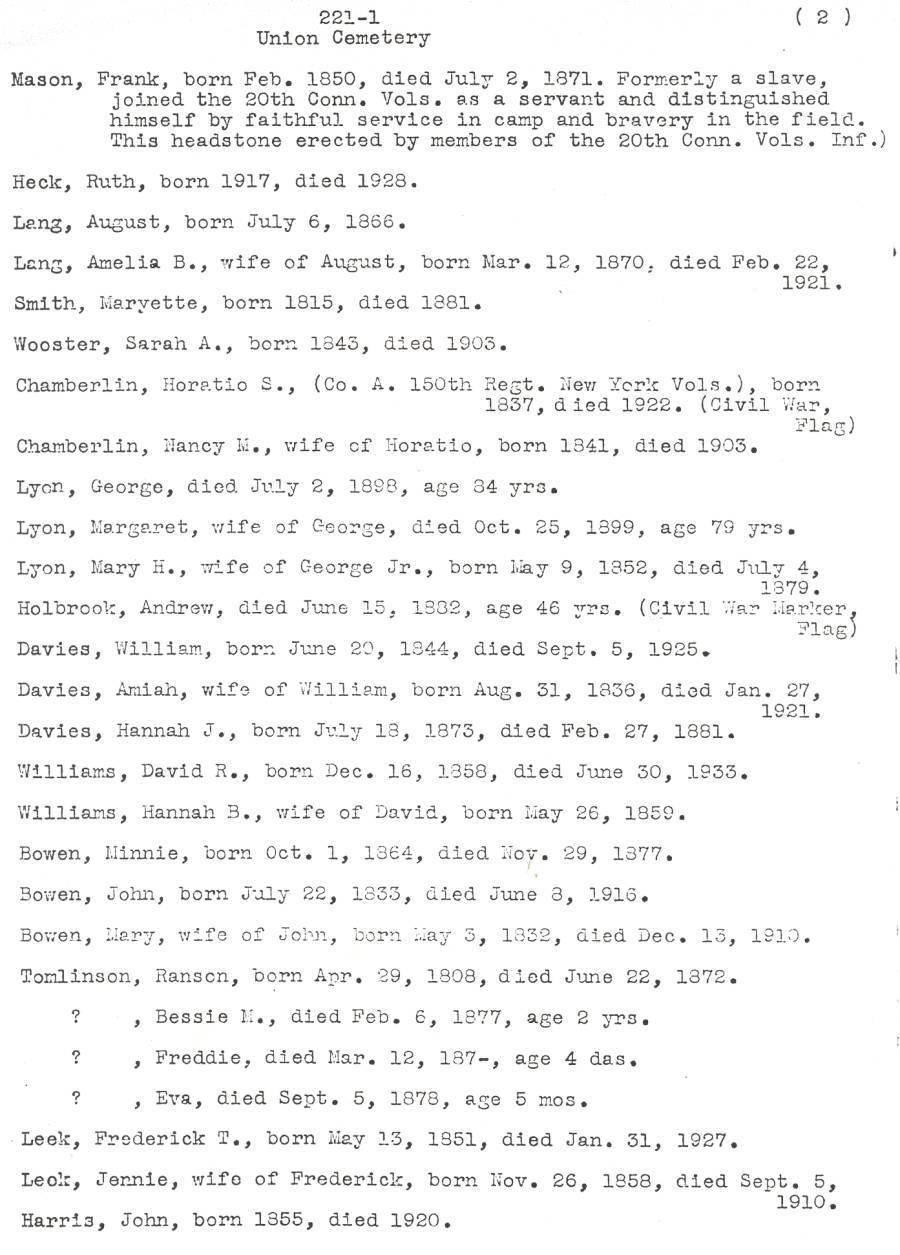 221-1 ( 2 )
Union Cemetery
Mason, Frank, born Feb. 1850, died July 2, 1871. Formerly a slave,
joined the 20th Conn. Vols. as a servant and distinguished
himself by faithful service in camp and bravery in the field.
This headstone erected by members of the 20th Conn. Vols. Inf.)
Heck, Ruth, born 1917, died 1928.
Lang, August, born July 6, 1866.
Lang, Amelia B., wife of August, born Mar. 12, 1870, died Feb. 22,
1921.
Smith, Maryette, born 1815, died 1881.
Wooster, Sarah A., born 1843, died 1903.
Chamberlin, Horatio S., (Co. A. 150th Regt. New York Vols.), born
1837, died 1922. (Civil War,
Flag)
Chamberlin, Nancy M., wife of Horatio, born 1841, died 1903.
Lyon, George, died July 2, 1898, age 84 yrs.
Lyon, Margaret, wife of George, died Oct. 25, 1899, age 79 yrs.
Lyon, Mary H., wife of George Jr., born May 9, 1852, died July 4,
1879.
Holbrook, Andrew, died June 15, 1882, age 46 yrs. (Civil War Marker,
Flag)
Davies, William, born June 20, 1844, died Sept. 5, 1925.
Davies, Amiah, wife of William, born Aug. 31, 1836, died Jan. 27,
1921.
Davies, Hannah J., born July 18, 1873, died Feb. 27, 1881.
Williams, David R., born Dec. 16, 1858, died June 30, 1933.
Williams, Hannah B., wife of David, born May 26, 1859.
Bowen, Minnie, born Oct. 1, 1864, died Nov. 29, 1877.
Bowen, John, born July 22, 1833, died June 8, 1916.
Bowen, Mary, wife of John, born May 3, 1832, died Dec. 13, 1910.
Tomlinson, Ranson, born Apr. 29, 1808, died June 22, 1872.
? , Bessie M., died Feb. 6, 1877, age 2 yrs.
? , Freddie, died Mar. 12, 187-, age 4 das.
? , Eva, died Sept. 5, 1878, age 5 mos.
Leek, Frederick T., born May 13, 1851, died Jan. 31, 1927.
Leek, Jennie, wife of Frederick, born Nov. 26, 1858, died Sept. 5,
1910.
Harris, John, born 1855, died 1920.